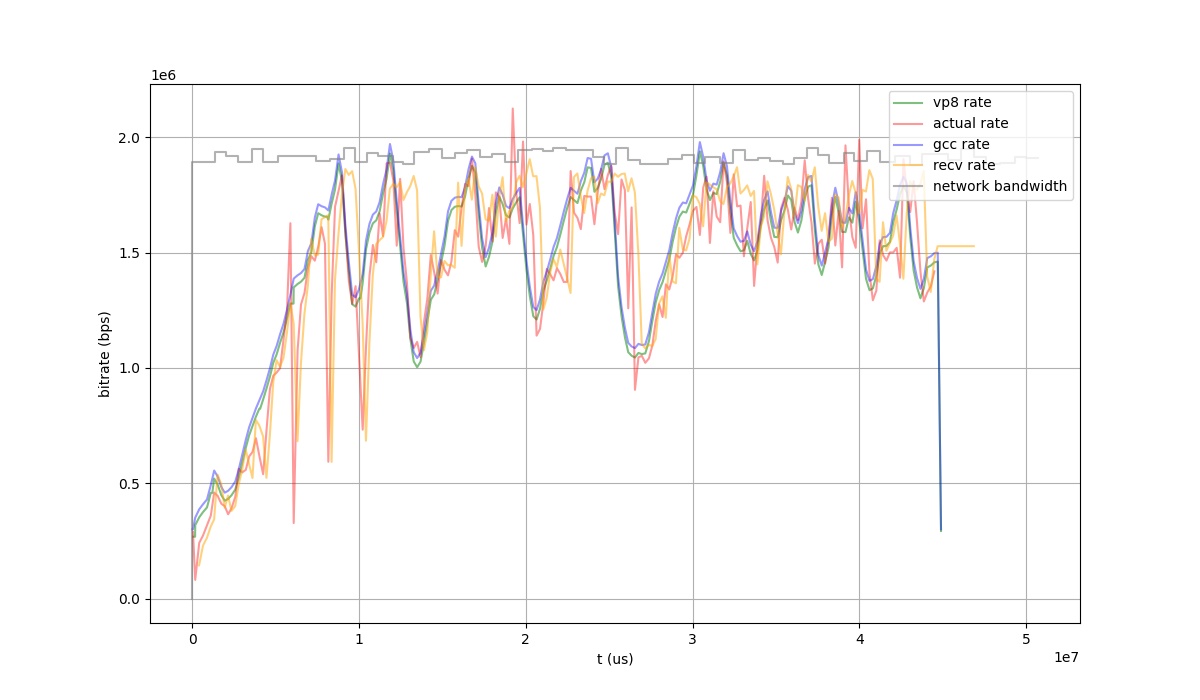 1e6
vp8 rate
actual rate
gcc rate
recv rate
network bandwidth
2.0
1.5
1.0
0.5
0.0
bitrate (bps)
0 1 2 3 4 5
t (us)
1e7